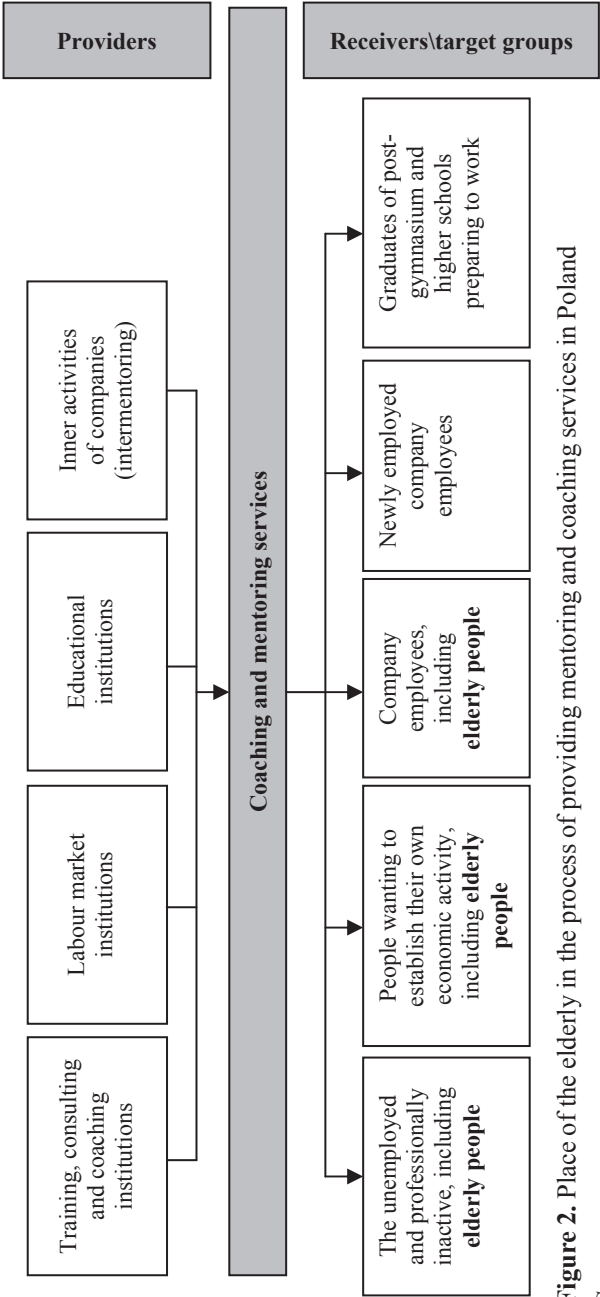 Providers
Training, consulting
and coaching
institutions
Labour market
institutions
Educational
institutions
Inner activities
of companies
(intermentoring)
Coaching and mentoring services
Receivers\target groups
The unemployed
and professionally
inactive, including
elderly people
People wanting to
establish their own
economic activity,
including elderly
people
Company
employees,
including
elderly people
Newly employed
company
employees
Graduates of post-
gymnasium and
higher schools
preparing to work
Figure 2. Place of the elderly in the process of providing mentoring and coaching services in Poland